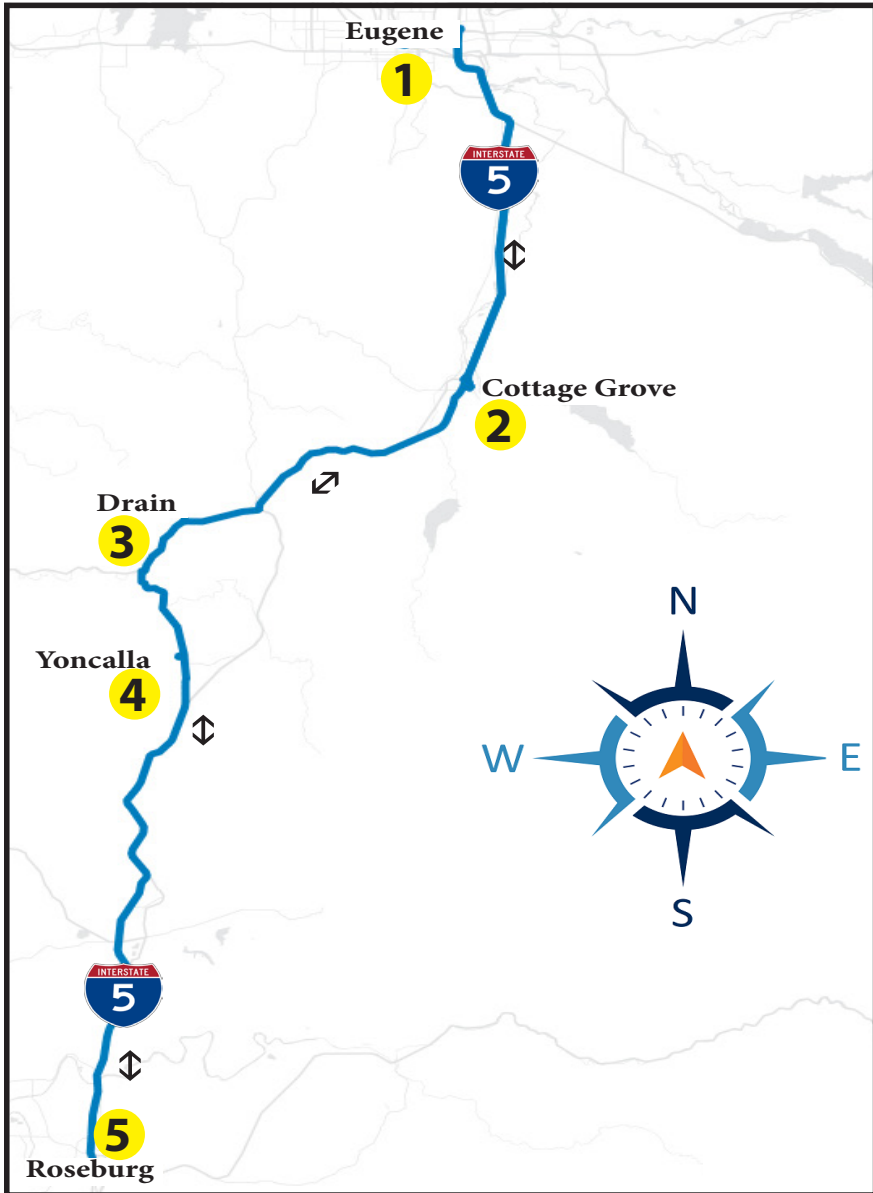 Eugene
1
INTERSTATE
5
Cottage Grove
2
Drain
3
Yoncalla
4
N
W
E
S
INTERSTATE
5
5
Roseburg